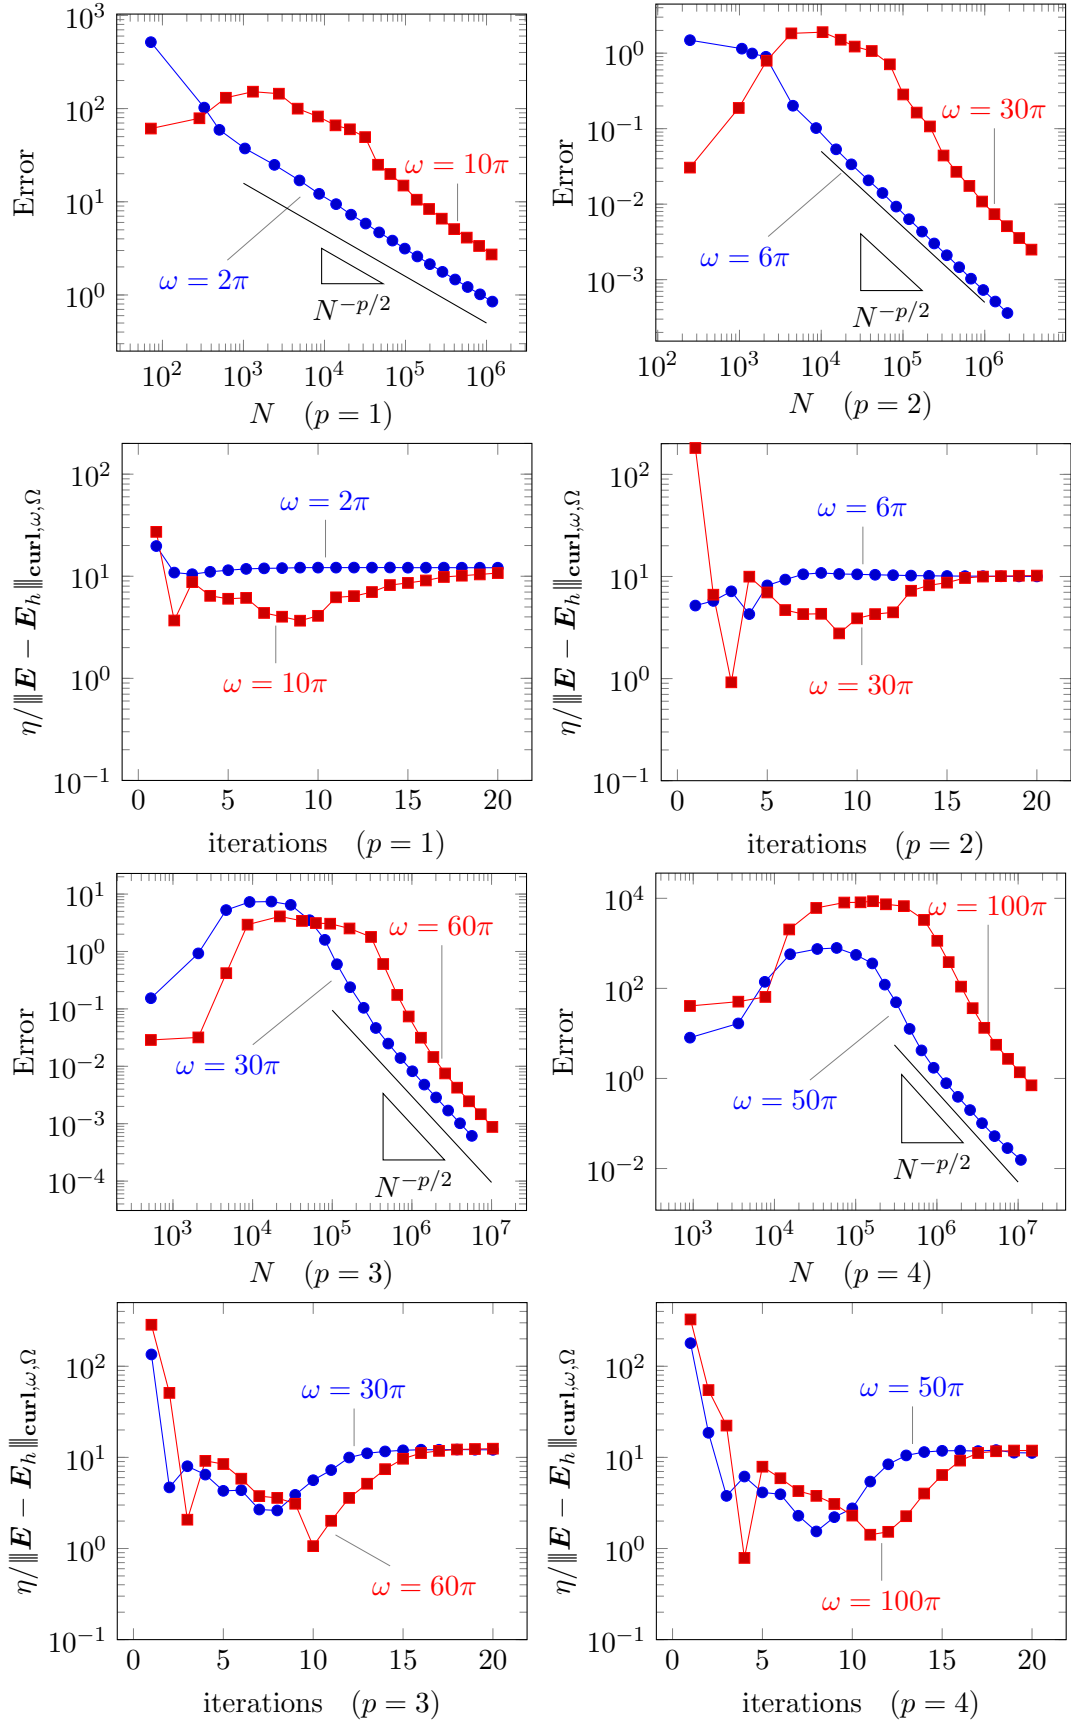 10^3
10^2
10^1
10^0
Error
ω = 10π
ω = 2π
N^{-p/2}
10^2 10^3 10^4 10^5 10^6
N (p = 1)
10^0
10^{-1}
10^{-2}
10^{-3}
Error
ω = 30π
ω = 6π
N^{-p/2}
10^2 10^3 10^4 10^5 10^6
N (p = 2)
10^2
10^1
10^0
10^{-1}
η/⦀E − E_h⦀_{curl,ω,Ω}
ω = 2π
ω = 10π
0 5 10 15 20
iterations (p = 1)
10^2
10^1
10^0
10^{-1}
η/⦀E − E_h⦀_{curl,ω,Ω}
ω = 6π
ω = 30π
0 5 10 15 20
iterations (p = 2)
10^1
10^0
10^{-1}
10^{-2}
10^{-3}
10^{-4}
Error
ω = 60π
ω = 30π
N^{-p/2}
10^3 10^4 10^5 10^6 10^7
N (p = 3)
10^4
10^2
10^0
10^{-2}
Error
ω = 100π
ω = 50π
N^{-p/2}
10^3 10^4 10^5 10^6 10^7
N (p = 4)
10^2
10^1
10^0
10^{-1}
η/⦀E − E_h⦀_{curl,ω,Ω}
ω = 30π
ω = 60π
0 5 10 15 20
iterations (p = 3)
10^2
10^1
10^0
10^{-1}
η/⦀E − E_h⦀_{curl,ω,Ω}
ω = 50π
ω = 100π
0 5 10 15 20
iterations (p = 4)